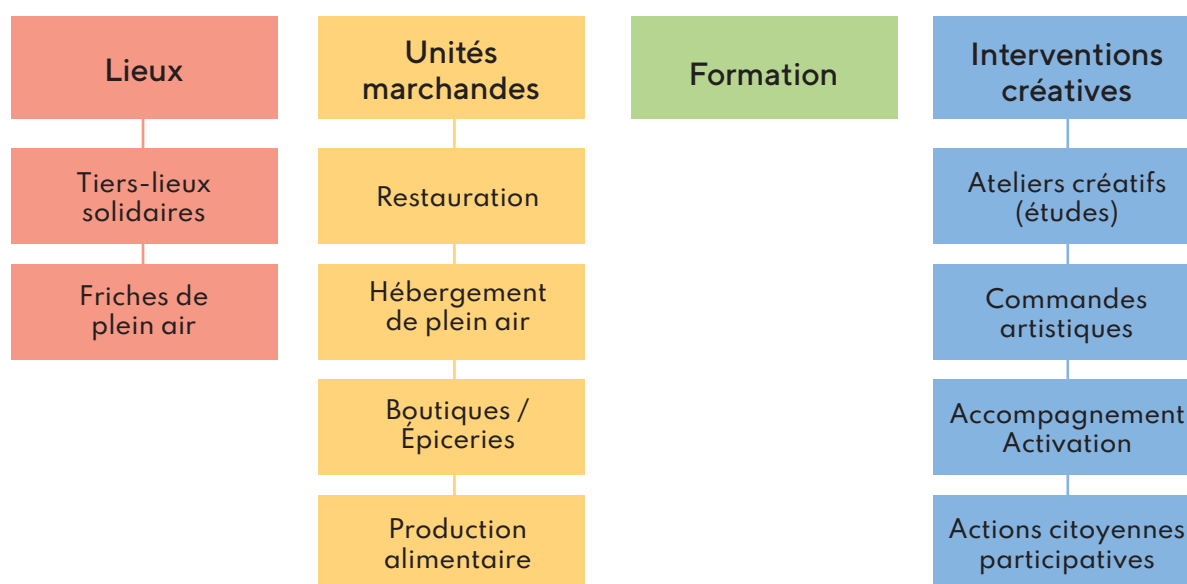 Lieux
Tiers-lieux
solidaires
Friches de
plein air
Unités
marchandes
Restauration
Hébergement
de plein air
Boutiques /
Épiceries
Production
alimentaire
Formation
Interventions
créatives
Ateliers créatifs
(études)
Commandes
artistiques
Accompagnement
Activation
Actions citoyennes
participatives